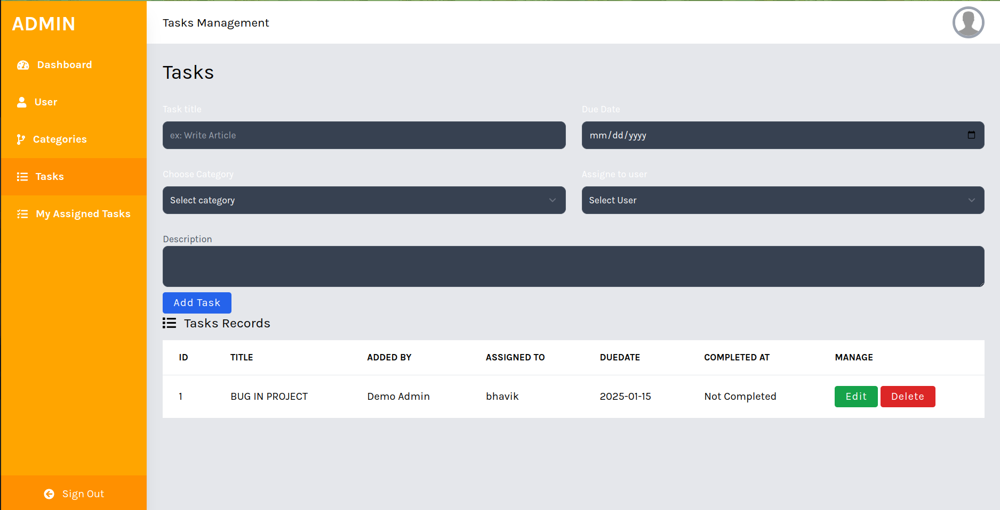 ADMIN
Dashboard
User
Categories
Tasks
My Assigned Tasks
Sign Out
Tasks Management
Tasks
Task title
Due Date
ex: Write Article
mm/dd/yyyy
Choose Category
Assigne to user
Select category
Select User
Description
Add Task
Tasks Records
ID TITLE ADDED BY ASSIGNED TO DUEDATE COMPLETED AT MANAGE
1 BUG IN PROJECT Demo Admin bhavik 2025-01-15 Not Completed Edit Delete